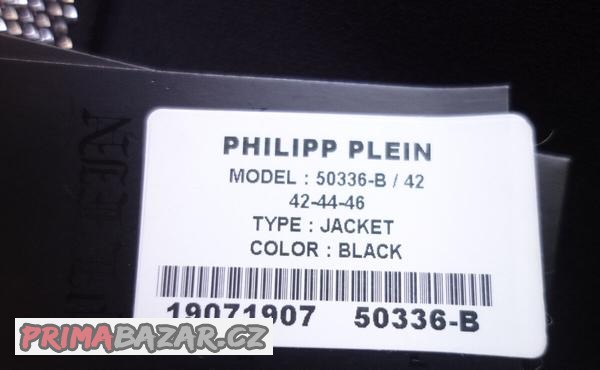 PHILIPP PLEIN
MODEL : 50336-B / 42
42-44-46
TYPE : JACKET
COLOR : BLACK
19071907 50336-B
PRIMABAZAR.CZ